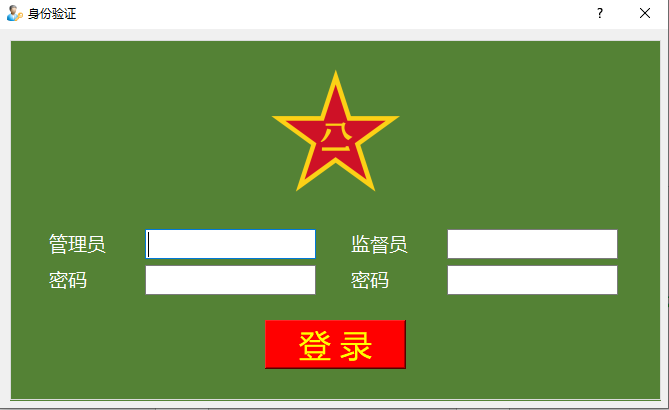 身份验证
八一
管理员 监督员
密码 密码
登 录